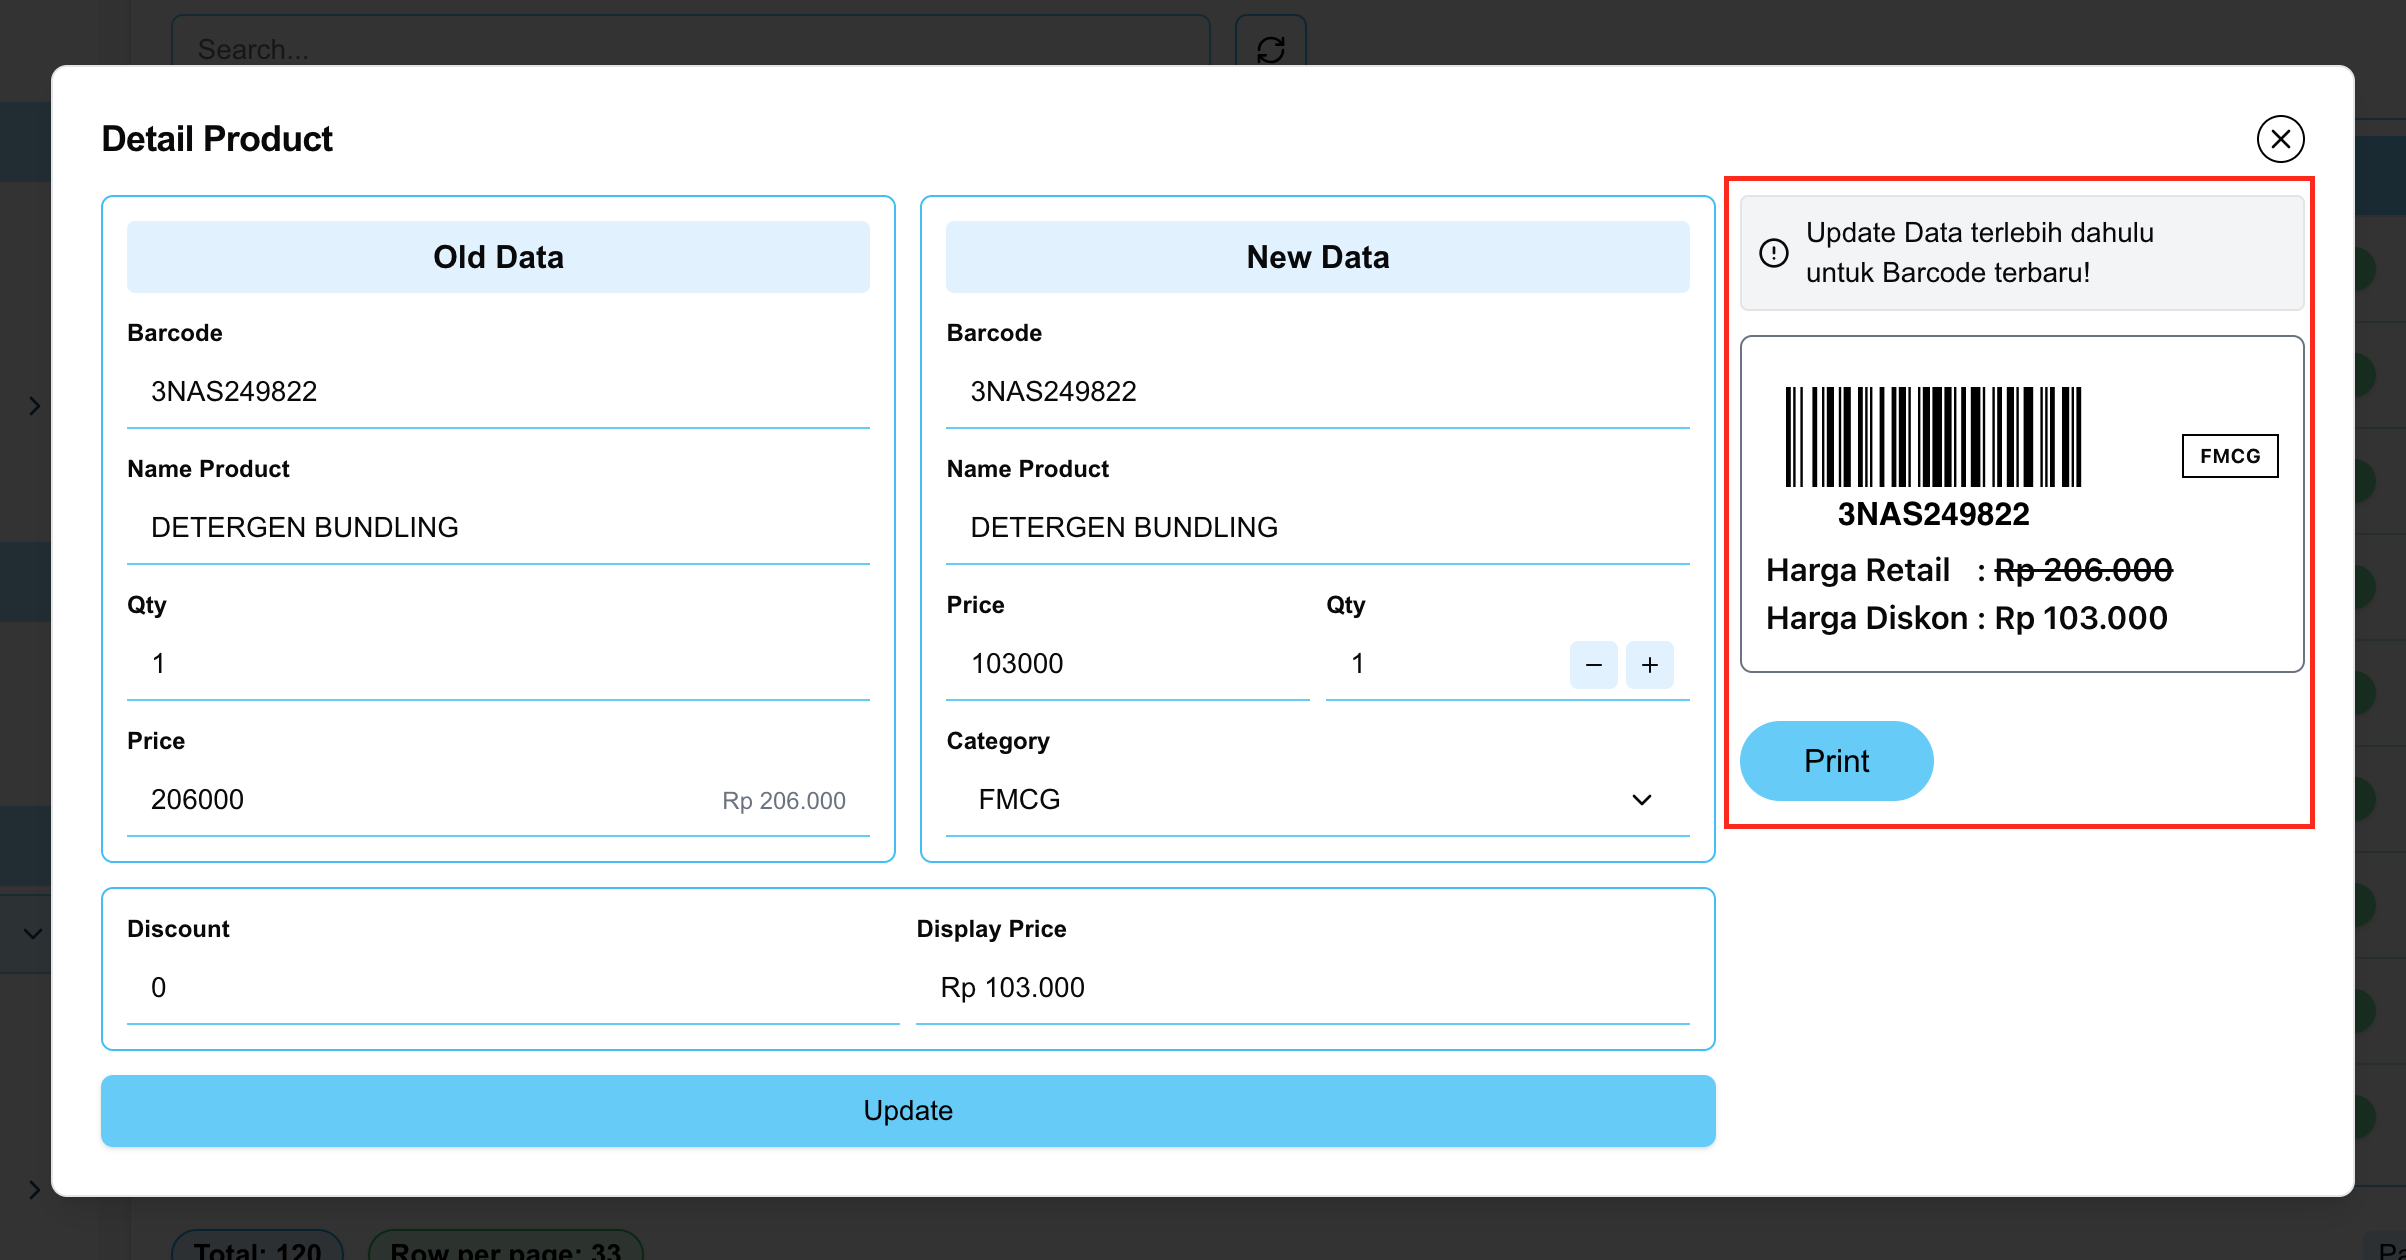 Search...
Detail Product
Old Data
Barcode
3NAS249822
Name Product
DETERGEN BUNDLING
Qty
1
Price
206000 Rp 206.000
New Data
Barcode
3NAS249822
Name Product
DETERGEN BUNDLING
Price Qty
103000 1
Category
FMCG
Discount Display Price
0 Rp 103.000
Update
Update Data terlebih dahulu
untuk Barcode terbaru!
FMCG
3NAS249822
Harga Retail : Rp 206.000
Harga Diskon : Rp 103.000
Print
Total: 120 Row per page: 33